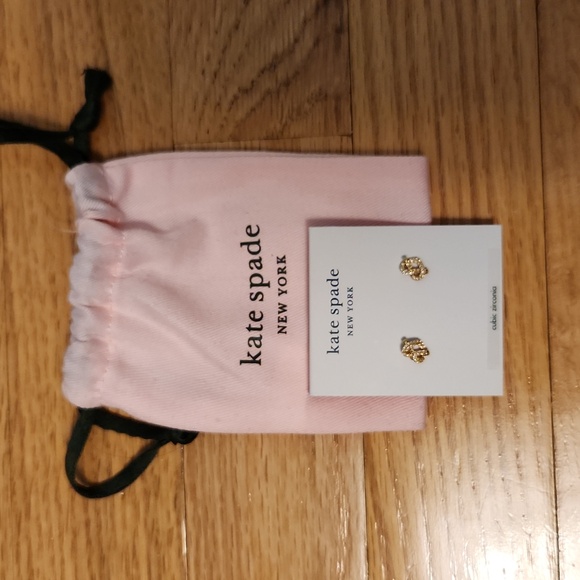 kate spade
NEW YORK
kate spade
NEW YORK
cubic zirconia